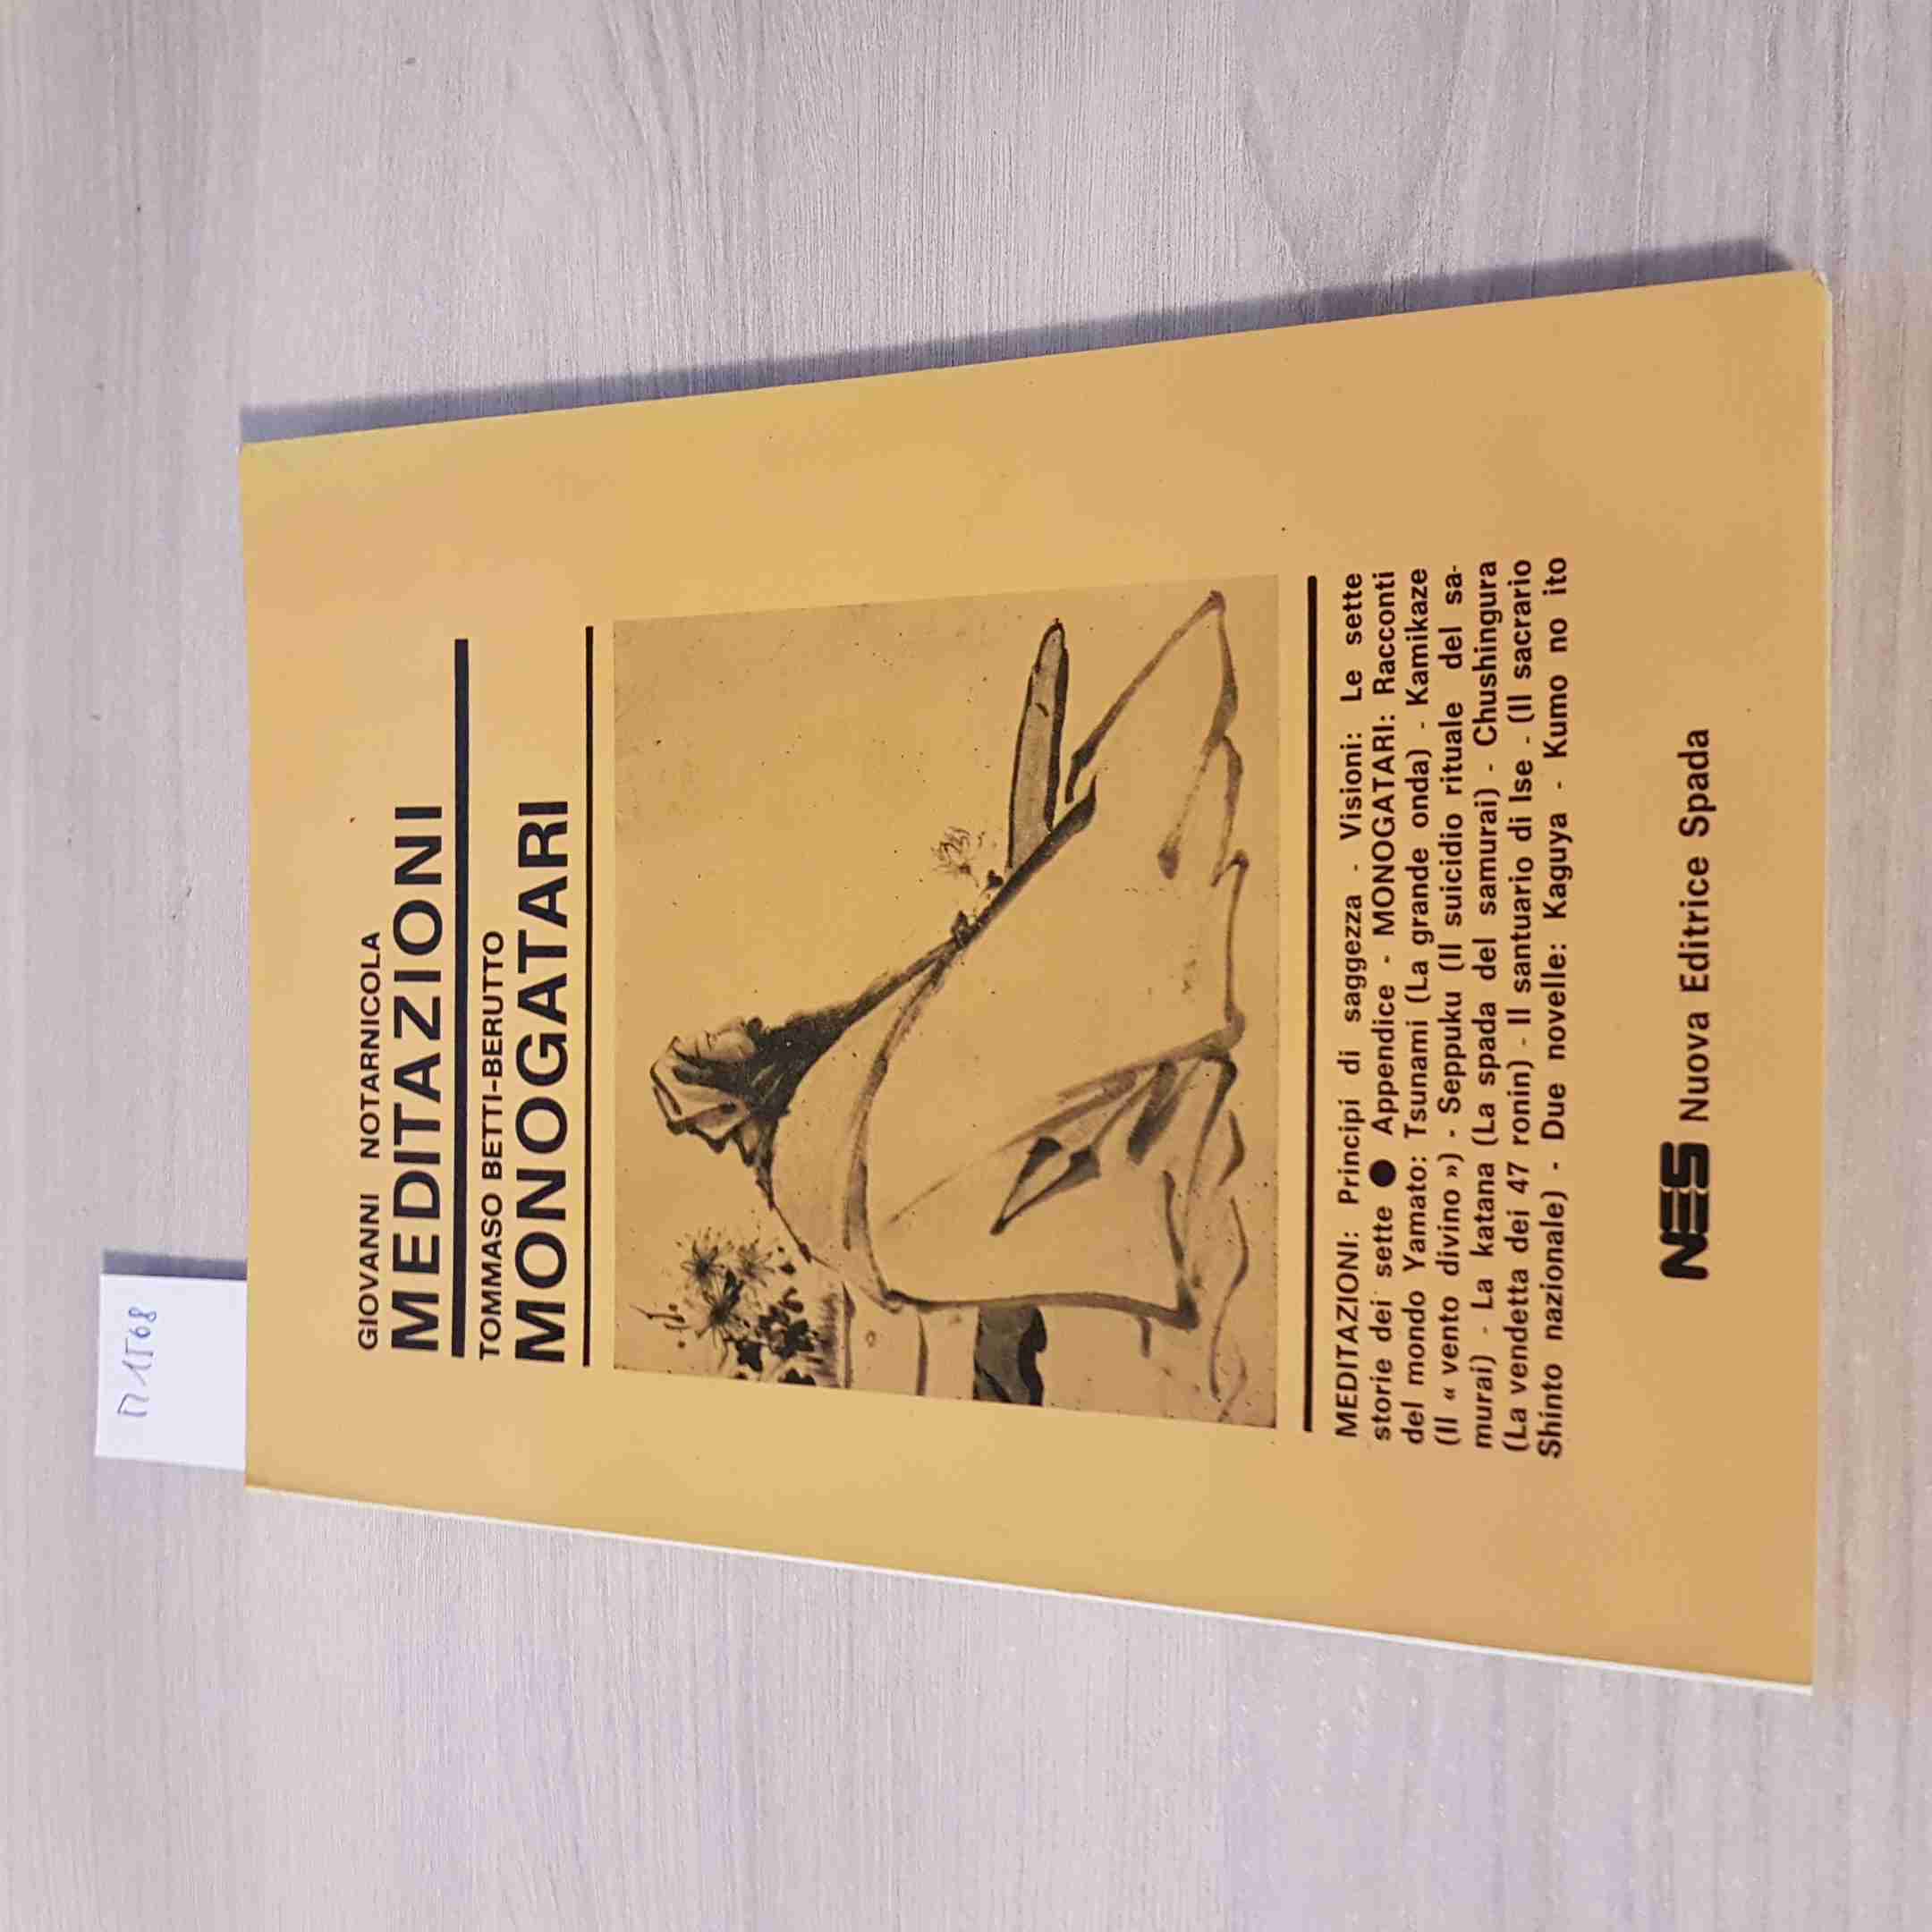 GIOVANNI NOTARNICOLA
MEDITAZIONI
TOMMASO BETTI-BERUTTO
MONOGATARI
MEDITAZIONI: Principi di saggezza - Visioni: Le sette
storie dei sette ● Appendice - MONOGATARI: Racconti
del mondo Yamato: Tsunami (La grande onda) - Kamikaze
(Il « vento divino ») - Seppuku (Il suicidio rituale del sa-
murai) - La katana (La spada del samurai) - Chushingura
(La vendetta dei 47 ronin) - Il santuario di Ise - (Il sacrario
Shinto nazionale) - Due novelle: Kaguya - Kumo no ito
NES Nuova Editrice Spada